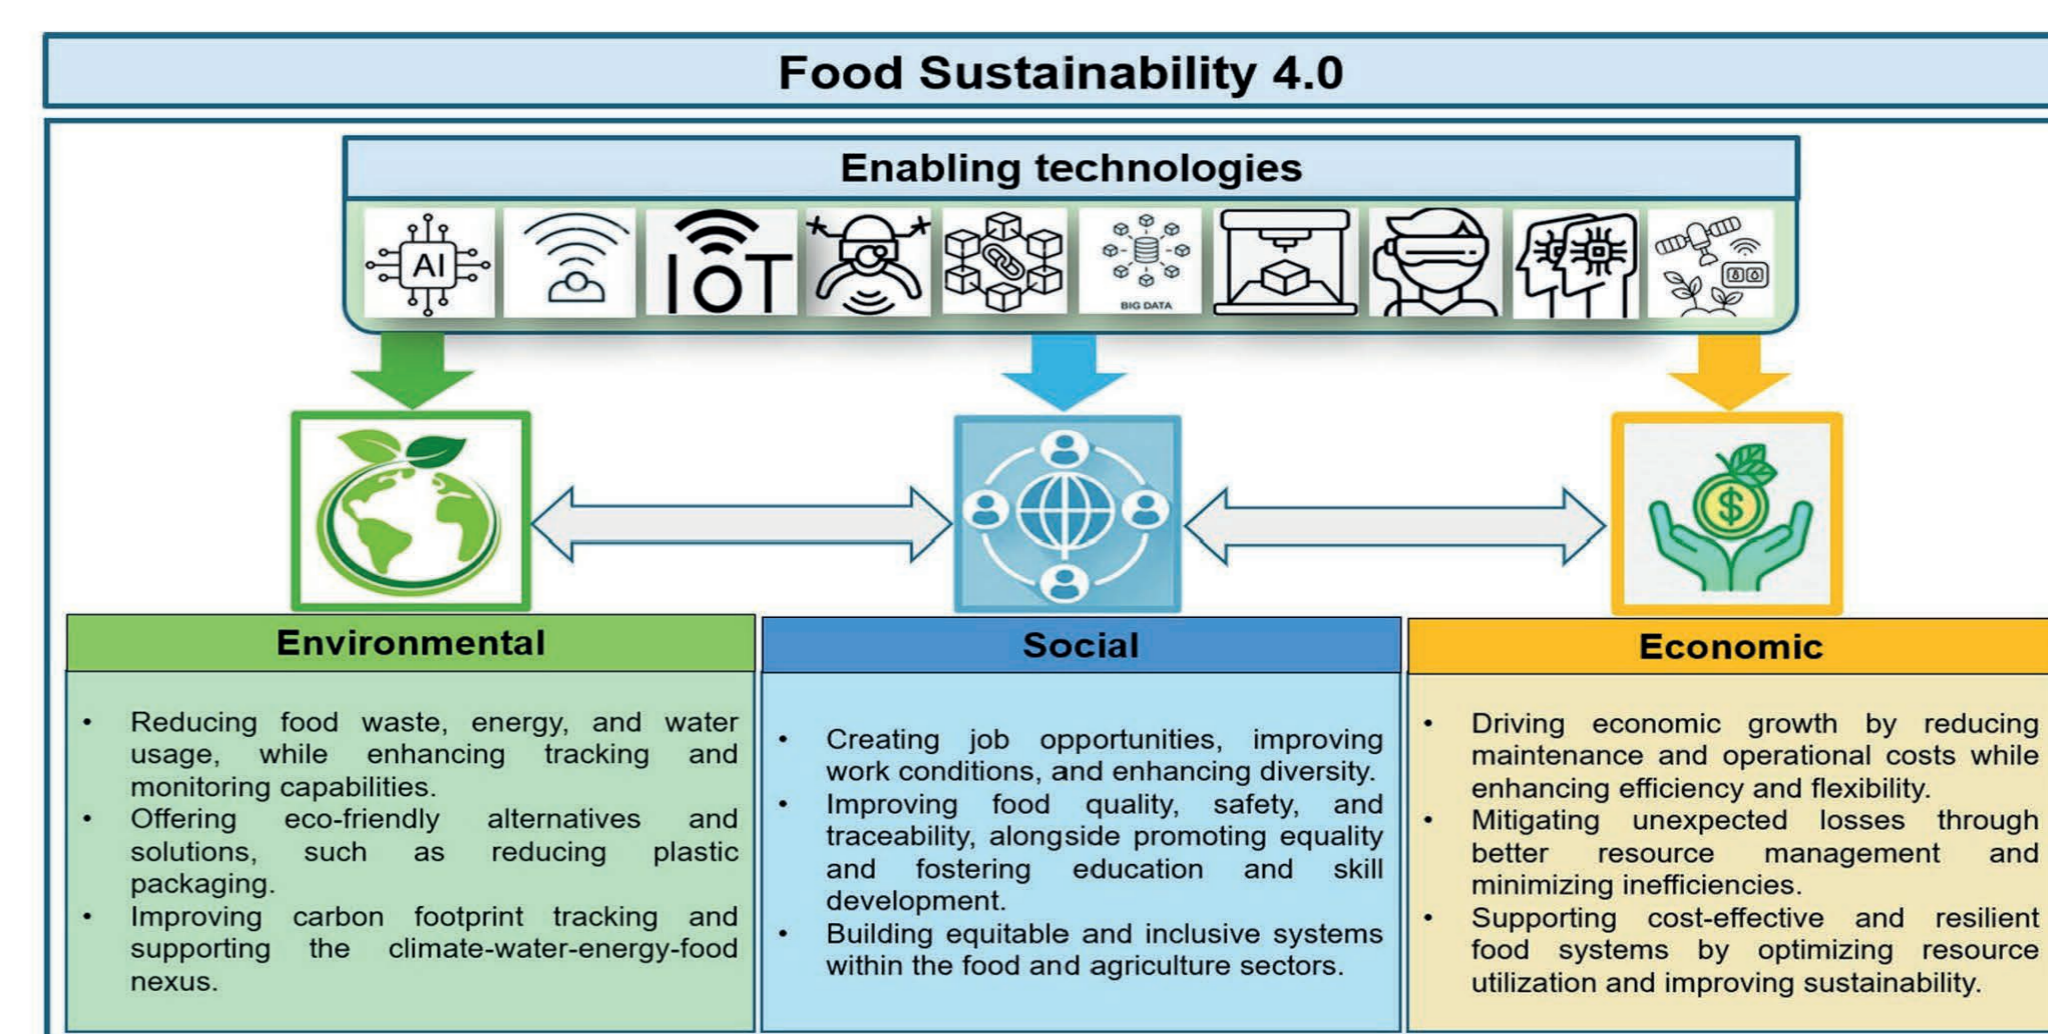 Food Sustainability 4.0
Enabling technologies
AI
IoT
BIG DATA
$
Environmental
• Reducing food waste, energy, and water
usage, while enhancing tracking and
monitoring capabilities.
• Offering eco-friendly alternatives and
solutions, such as reducing plastic
packaging.
• Improving carbon footprint tracking and
supporting the climate-water-energy-food
nexus.
Social
• Creating job opportunities, improving
work conditions, and enhancing diversity.
• Improving food quality, safety, and
traceability, alongside promoting equality
and fostering education and skill
development.
• Building equitable and inclusive systems
within the food and agriculture sectors.
Economic
• Driving economic growth by reducing
maintenance and operational costs while
enhancing efficiency and flexibility.
• Mitigating unexpected losses through
better resource management and
minimizing inefficiencies.
• Supporting cost-effective and resilient
food systems by optimizing resource
utilization and improving sustainability.